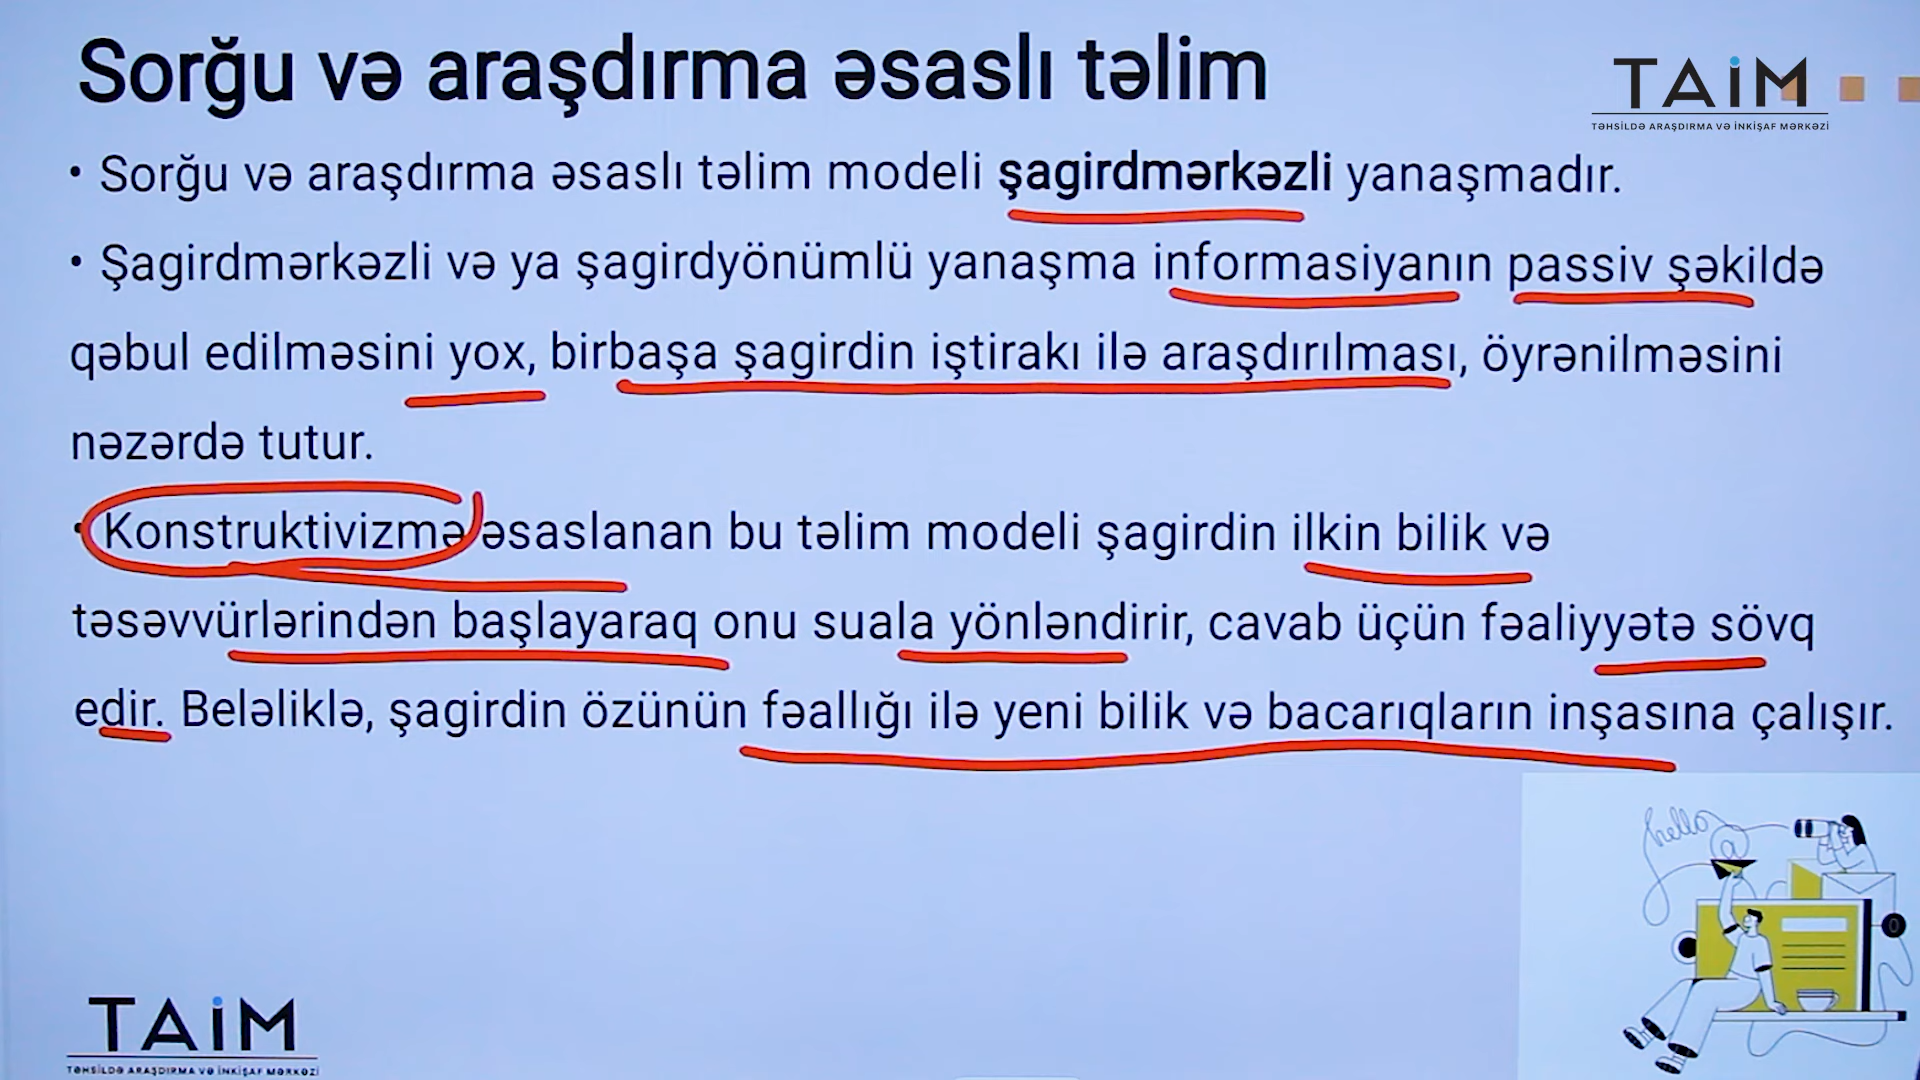 Sorğu və araşdırma əsaslı təlim
TAiM
TƏHSİLDƏ ARAŞDIRMA VƏ İNKİŞAF MƏRKƏZİ
• Sorğu və araşdırma əsaslı təlim modeli şagirdmərkəzli yanaşmadır.
• Şagirdmərkəzli və ya şagirdyönümlü yanaşma informasiyanın passiv şəkildə
qəbul edilməsini yox, birbaşa şagirdin iştirakı ilə araşdırılması, öyrənilməsini
nəzərdə tutur.
• Konstruktivizmə əsaslanan bu təlim modeli şagirdin ilkin bilik və
təsəvvürlərindən başlayaraq onu suala yönləndirir, cavab üçün fəaliyyətə sövq
edir. Beləliklə, şagirdin özünün fəallığı ilə yeni bilik və bacarıqların inşasına çalışır.
hello
@
TAiM
TƏHSİLDƏ ARAŞDIRMA VƏ İNKİŞAF MƏRKƏZİ